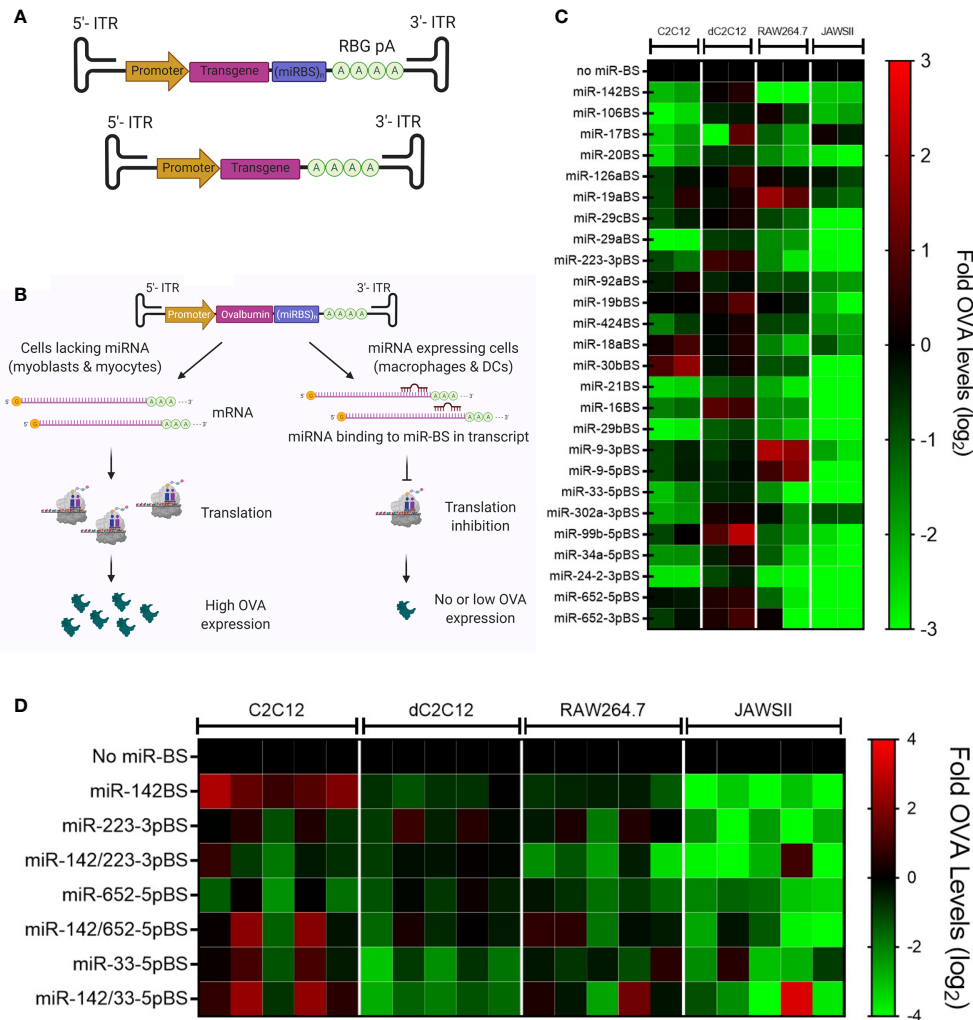 A
5'- ITR
3'- ITR
RBG pA
Promoter
Transgene
(miRBS)n
A A A A
5'- ITR
3'- ITR
Promoter
Transgene
A A A A
B
5'- ITR
3'- ITR
Promoter
Ovalbumin
(miRBS)n
A A A A
Cells lacking miRNA
(myoblasts & myocytes)
miRNA expressing cells
(macrophages & DCs)
5' G A A A 3'
5' G A A A 3'
mRNA
5' G A A A 3'
5' G A A A 3'
miRNA binding to miR-BS in transcript
Translation
Translation
inhibition
High OVA
expression
No or low OVA
expression
C
C2C12 dC2C12 RAW264.7 JAWSII
no miR-BS
miR-142BS
miR-106BS
miR-17BS
miR-20BS
miR-126aBS
miR-19aBS
miR-29cBS
miR-29aBS
miR-223-3pBS
miR-92aBS
miR-19bBS
miR-424BS
miR-18aBS
miR-30bBS
miR-21BS
miR-16BS
miR-29bBS
miR-9-3pBS
miR-9-5pBS
miR-33-5pBS
miR-302a-3pBS
miR-99b-5pBS
miR-34a-5pBS
miR-24-2-3pBS
miR-652-5pBS
miR-652-3pBS
3
2
1
0
-1
-2
-3
Fold OVA levels (log2)
D
C2C12 dC2C12 RAW264.7 JAWSII
No miR-BS
miR-142BS
miR-223-3pBS
miR-142/223-3pBS
miR-652-5pBS
miR-142/652-5pBS
miR-33-5pBS
miR-142/33-5pBS
4
2
0
-2
-4
Fold OVA Levels (log2)